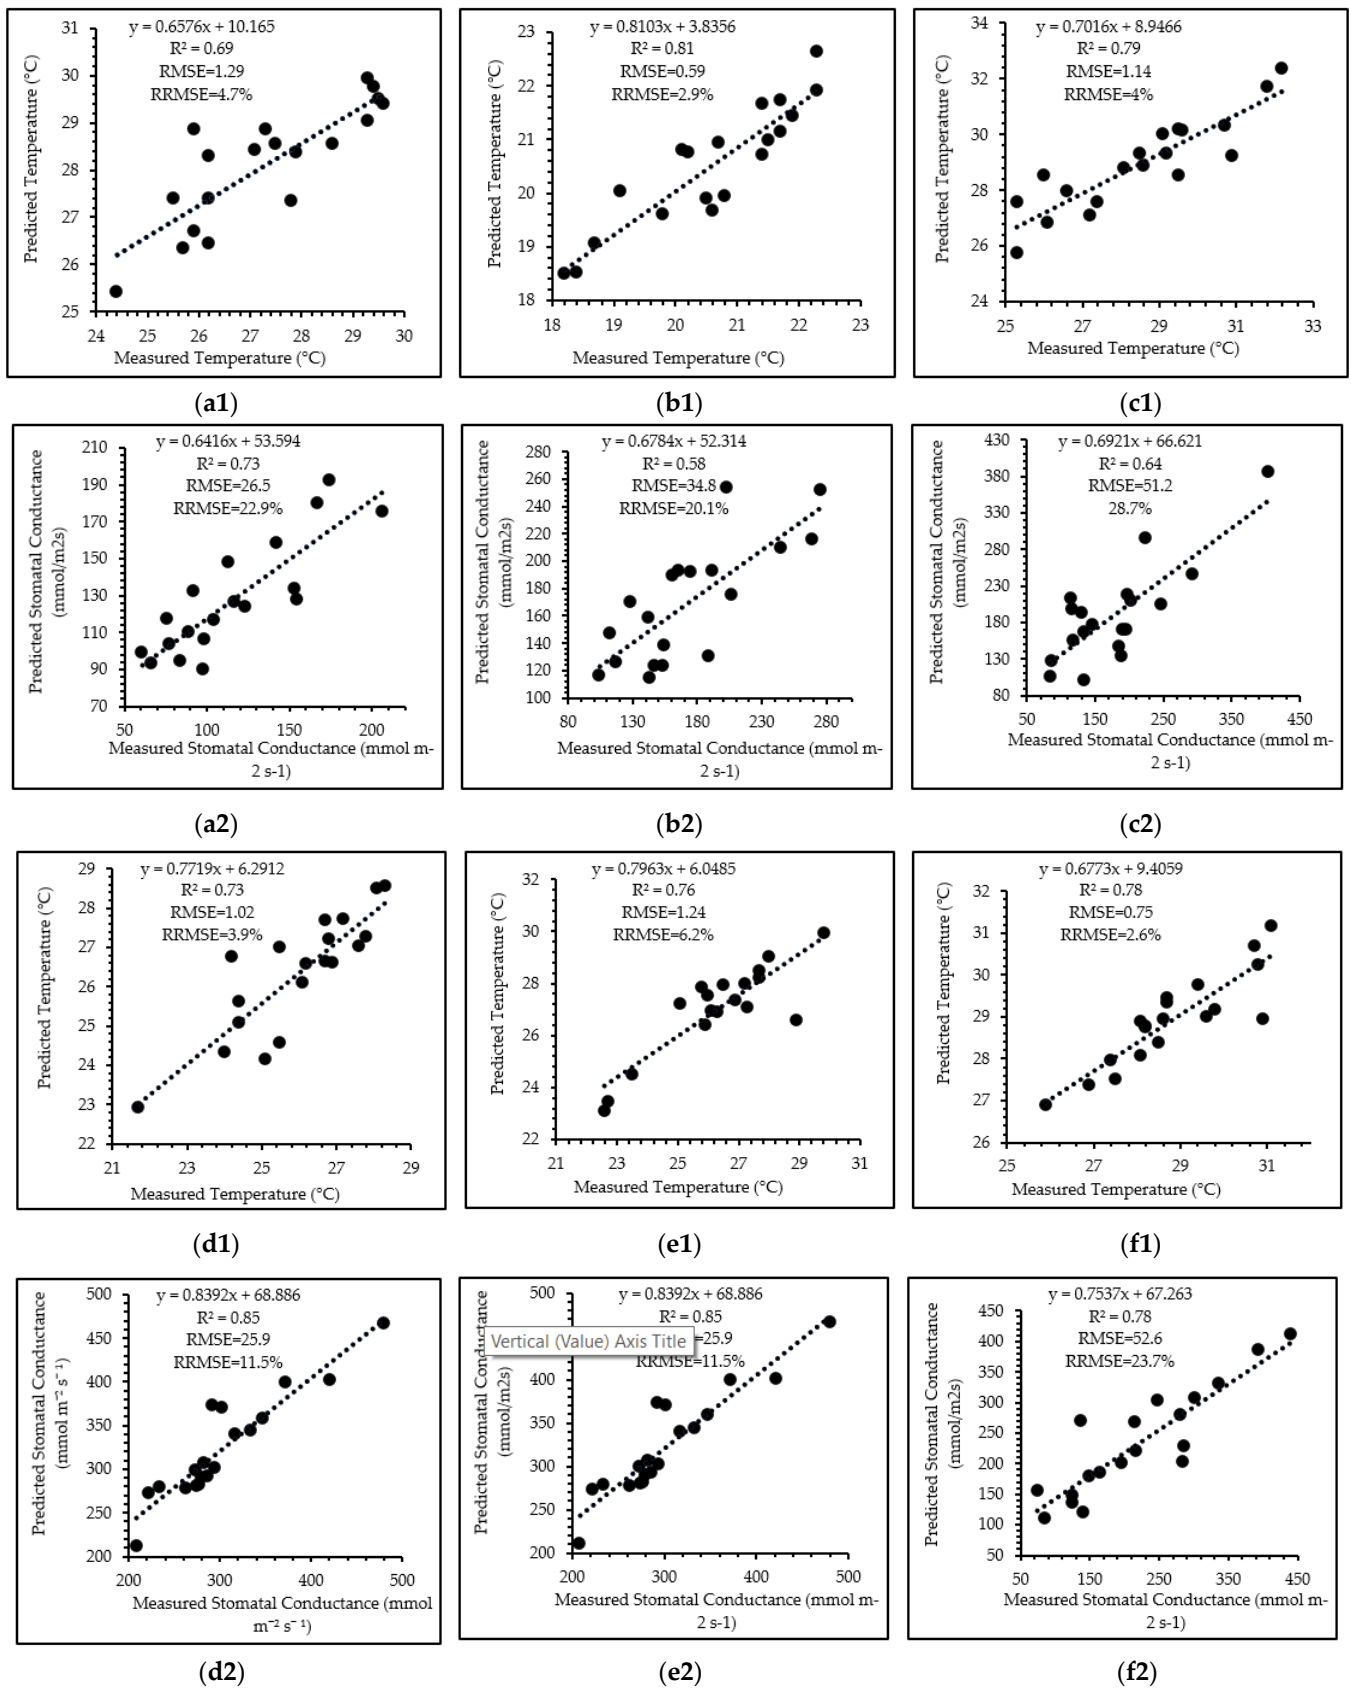 y = 0.6576x + 10.165
R² = 0.69
RMSE=1.29
RRMSE=4.7%
Predicted Temperature (°C)
31
30
29
28
27
26
25
24 25 26 27 28 29 30
Measured Temperature (°C)
(a1)
y = 0.8103x + 3.8356
R² = 0.81
RMSE=0.59
RRMSE=2.9%
Predicted Temperature (°C)
23
22
21
20
19
18
18 19 20 21 22 23
Measured Temperature (°C)
(b1)
y = 0.7016x + 8.9466
R² = 0.79
RMSE=1.14
RRMSE=4%
Predicted Temperature (°C)
34
32
30
28
26
24
25 27 29 31 33
Measured Temperature (°C)
(c1)
y = 0.6416x + 53.594
R² = 0.73
RMSE=26.5
RRMSE=22.9%
Predicted Stomatal Conductance
(mmol/m2s)
210
190
170
150
130
110
90
70
50 100 150 200
Measured Stomatal Conductance (mmol m-
2 s-1)
(a2)
y = 0.6784x + 52.314
R² = 0.58
RMSE=34.8
RRMSE=20.1%
Predicted Stomatal Conductance
(mmol/m2s)
280
260
240
220
200
180
160
140
120
100
80 130 180 230 280
Measured Stomatal Conductance (mmol m-
2 s-1)
(b2)
y = 0.6921x + 66.621
R² = 0.64
RMSE=51.2
28.7%
Predicted Stomatal Conductance
(mmol/m2s)
430
380
330
280
230
180
130
80
50 150 250 350 450
Measured Stomatal Conductance (mmol m-
2 s-1)
(c2)
y = 0.7719x + 6.2912
R² = 0.73
RMSE=1.02
RRMSE=3.9%
Predicted Temperature (°C)
29
28
27
26
25
24
23
22
21 23 25 27 29
Measured Temperature (°C)
(d1)
y = 0.7963x + 6.0485
R² = 0.76
RMSE=1.24
RRMSE=6.2%
Predicted Temperature (°C)
32
30
28
26
24
22
21 23 25 27 29 31
Measured Temperature (°C)
(e1)
y = 0.6773x + 9.4059
R² = 0.78
RMSE=0.75
RRMSE=2.6%
Predicted Temperature (°C)
32
31
30
29
28
27
26
25 27 29 31
Measured Temperature (°C)
(f1)
y = 0.8392x + 68.886
R² = 0.85
RMSE=25.9
RRMSE=11.5%
Predicted Stomatal Conductance
(mmol m⁻² s⁻¹)
500
450
400
350
300
250
200
200 300 400 500
Measured Stomatal Conductance (mmol
m⁻² s⁻¹)
(d2)
y = 0.8392x + 68.886
R² = 0.85
=25.9
RRMSE=11.5%
Vertical (Value) Axis Title
Predicted Stomatal Conductance
(mmol/m2s)
500
400
350
300
250
200
200 300 400 500
Measured Stomatal Conductance (mmol m-
2 s-1)
(e2)
y = 0.7537x + 67.263
R² = 0.78
RMSE=52.6
RRMSE=23.7%
Predicted Stomatal Conductance
(mmol/m2s)
450
400
350
300
250
200
150
100
50
50 150 250 350 450
Measured Stomatal Conductance (mmol m-
2 s-1)
(f2)